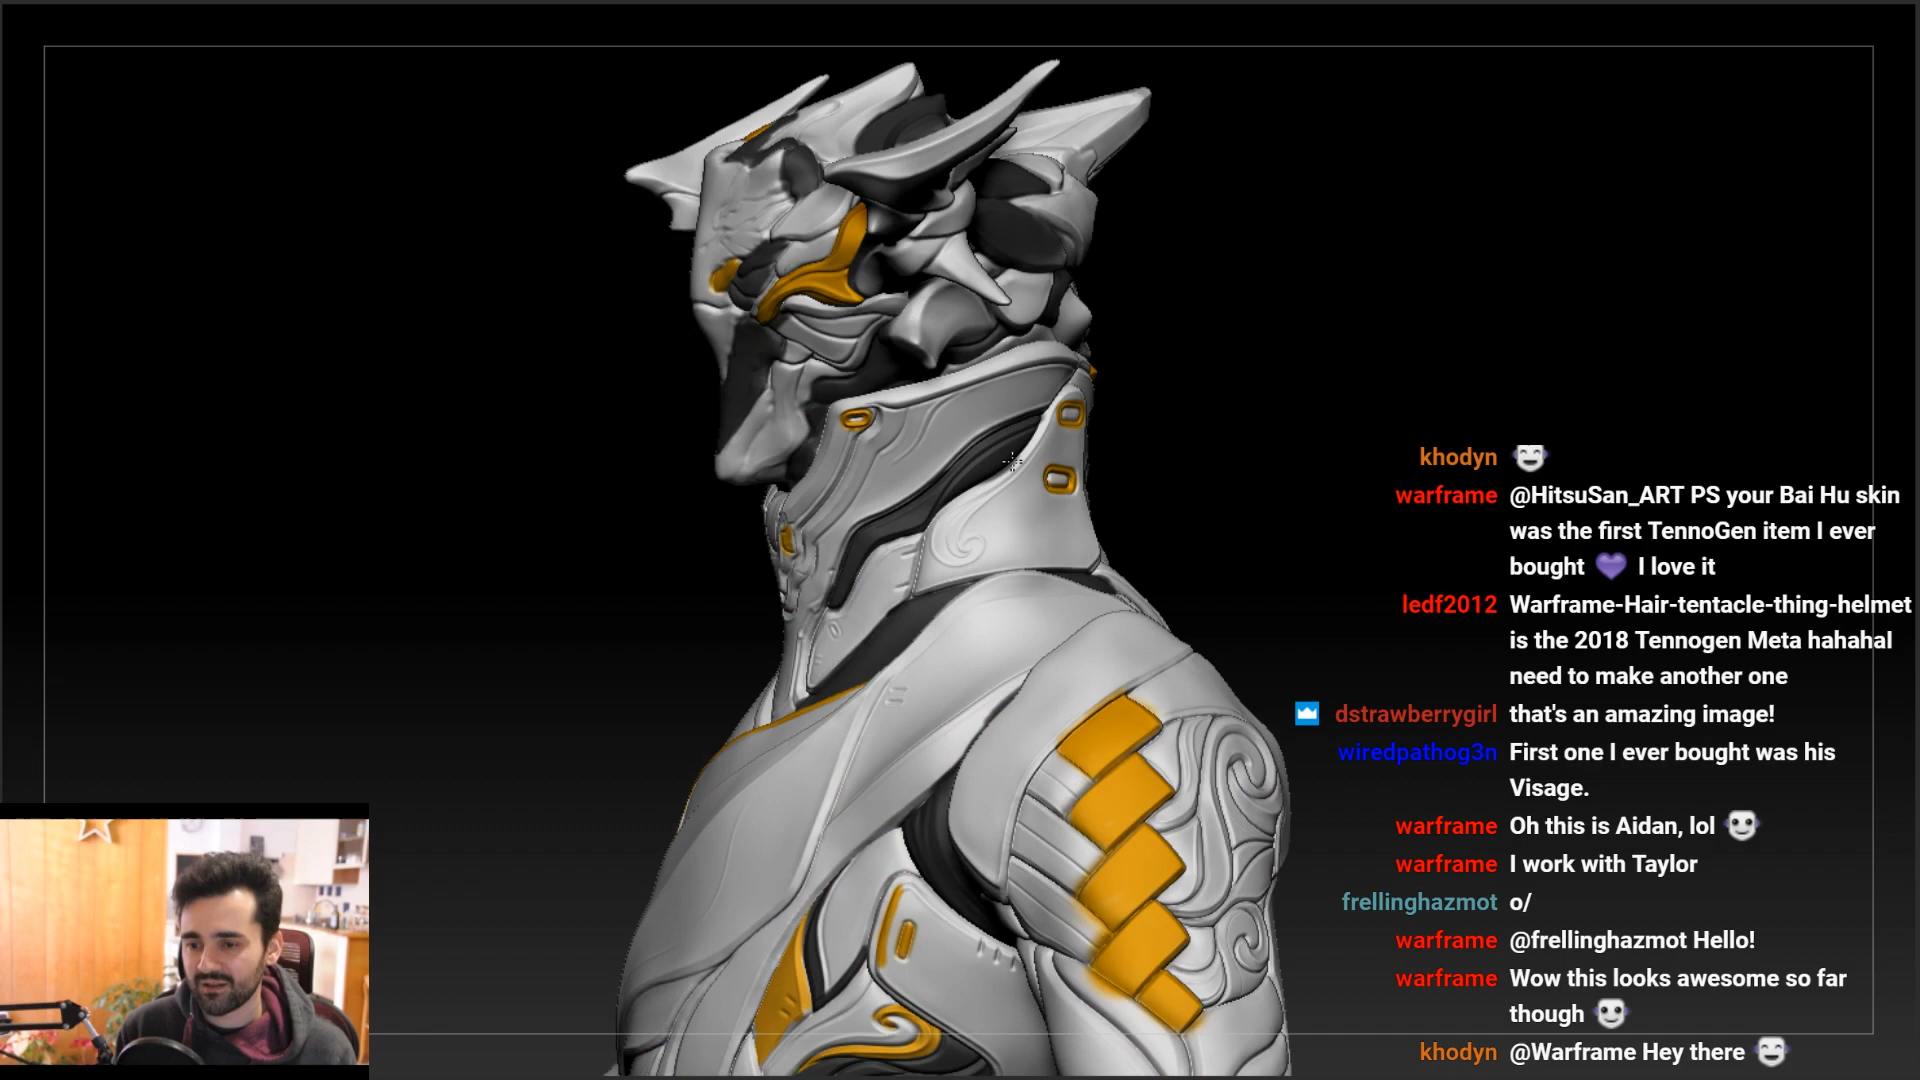 khodyn
warframe @HitsuSan_ART PS your Bai Hu skin
was the first TennoGen item I ever
bought 💜 I love it
ledf2012 Warframe-Hair-tentacle-thing-helmet
is the 2018 Tennogen Meta hahahaI
need to make another one
dstrawberrygirl that's an amazing image!
wiredpathog3n First one I ever bought was his
Visage.
warframe Oh this is Aidan, lol
warframe I work with Taylor
frellinghazmot o/
warframe @frellinghazmot Hello!
warframe Wow this looks awesome so far
though
khodyn @Warframe Hey there